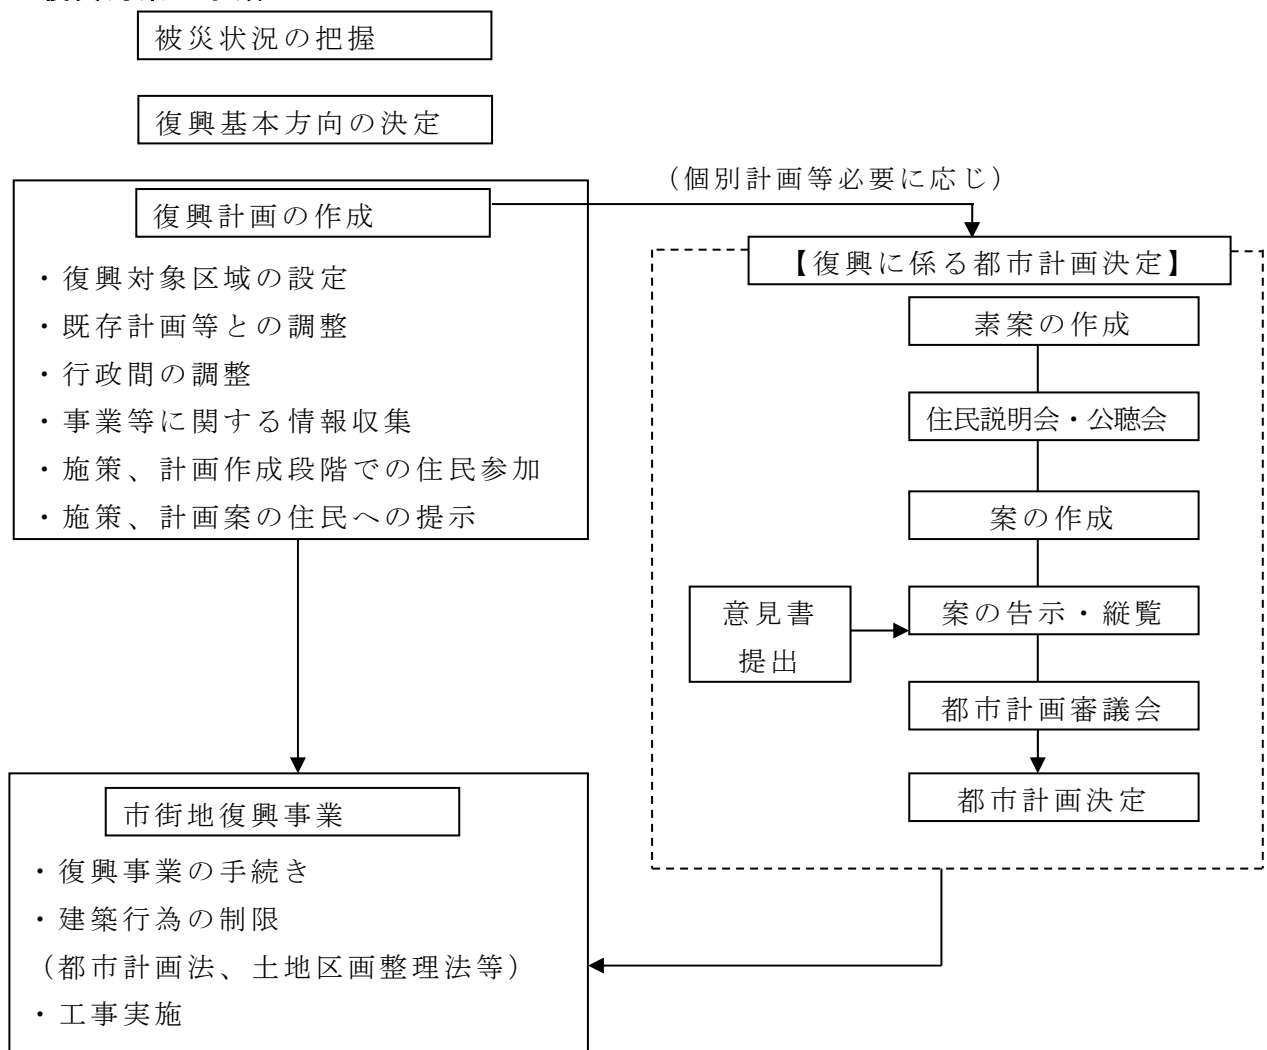 被災状況の把握
復興基本方向の決定
復興計画の作成
・復興対象区域の設定
・既存計画等との調整
・行政間の調整
・事業等に関する情報収集
・施策、計画作成段階での住民参加
・施策、計画案の住民への提示
(個別計画等必要に応じ)
【復興に係る都市計画決定】
素案の作成
住民説明会・公聴会
案の作成
意見書
提出
案の告示・縦覧
都市計画審議会
都市計画決定
市街地復興事業
・復興事業の手続き
・建築行為の制限
(都市計画法、土地区画整理法等)
・工事実施